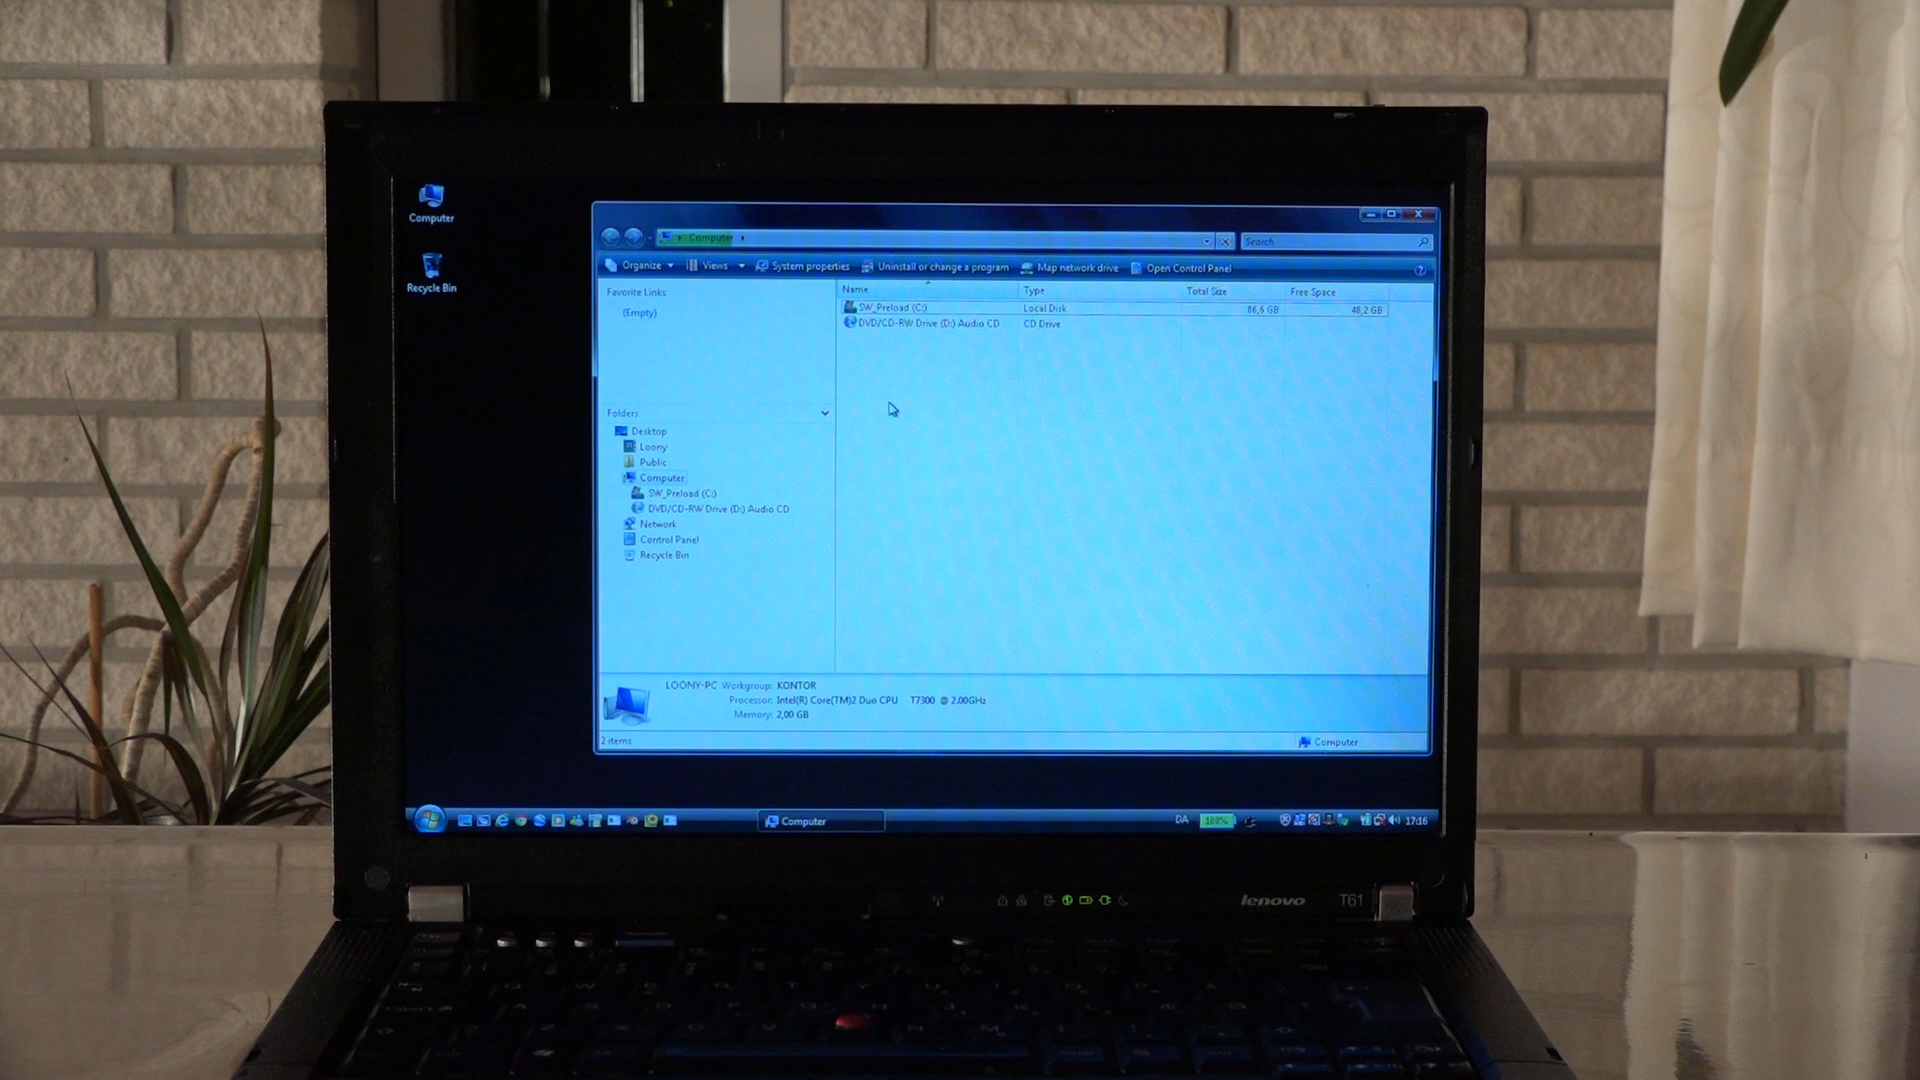 Computer
Recycle Bin
Computer
Search
Organize Views System properties Uninstall or change a program Map network drive Open Control Panel
Favorite Links
(Empty)
Name Type Total Size Free Space
SW_Preload (C:) Local Disk 86,6 GB 48,2 GB
DVD/CD-RW Drive (D:) Audio CD CD Drive
Folders
Desktop
Loony
Public
Computer
SW_Preload (C:)
DVD/CD-RW Drive (D:) Audio CD
Network
Control Panel
Recycle Bin
LOONY-PC Workgroup: KONTOR
Processor: Intel(R) Core(TM)2 Duo CPU T7300 @ 2.00GHz
Memory: 2,00 GB
2 items
Computer
Computer
DA
100%
17:16
lenovo T61